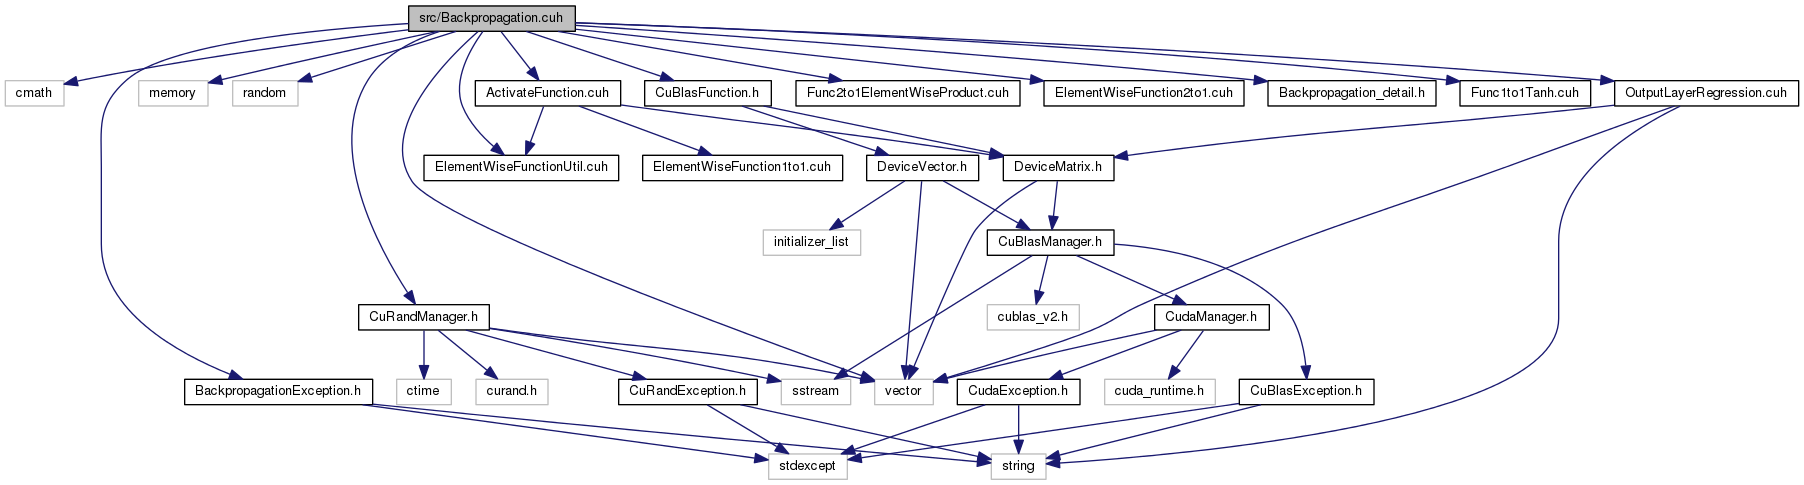 src/Backpropagation.cuh
cmath
memory
random
ActivateFunction.cuh
CuBlasFunction.h
Func2to1ElementWiseProduct.cuh
ElementWiseFunction2to1.cuh
Backpropagation_detail.h
Func1to1Tanh.cuh
OutputLayerRegression.cuh
ElementWiseFunctionUtil.cuh
ElementWiseFunction1to1.cuh
DeviceVector.h
DeviceMatrix.h
initializer_list
CuBlasManager.h
CuRandManager.h
cublas_v2.h
CudaManager.h
BackpropagationException.h
ctime
curand.h
CuRandException.h
sstream
vector
CudaException.h
cuda_runtime.h
CuBlasException.h
stdexcept
string